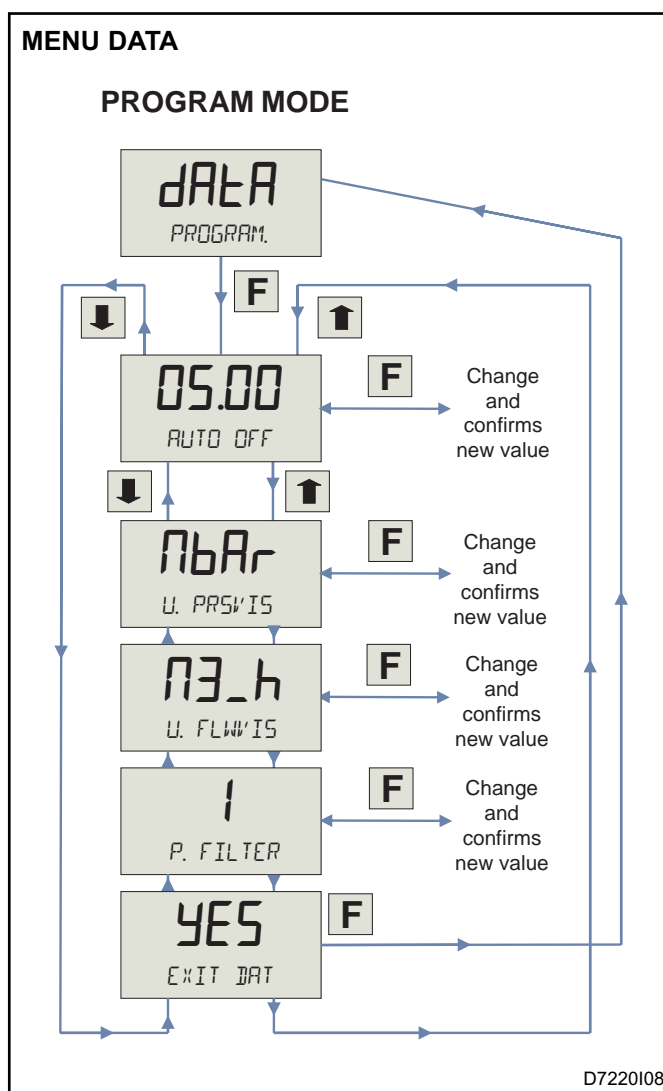 MENU DATA
PROGRAM MODE
dAtA
PROGRAM.
F
05.00
AUTO OFF
F
Change
and
confirms
new value
MbAr
U. PRSVIS
F
Change
and
confirms
new value
M3_h
U. FLWVIS
F
Change
and
confirms
new value
1
P. FILTER
F
Change
and
confirms
new value
YES
EXIT DAT
F
D7220I08